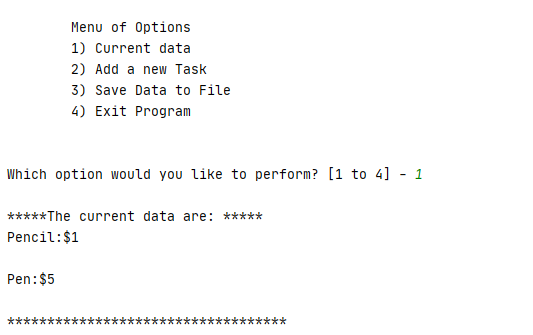 Menu of Options
1) Current data
2) Add a new Task
3) Save Data to File
4) Exit Program
Which option would you like to perform? [1 to 4] - 1
*****The current data are: *****
Pencil:$1
Pen:$5
***********************************